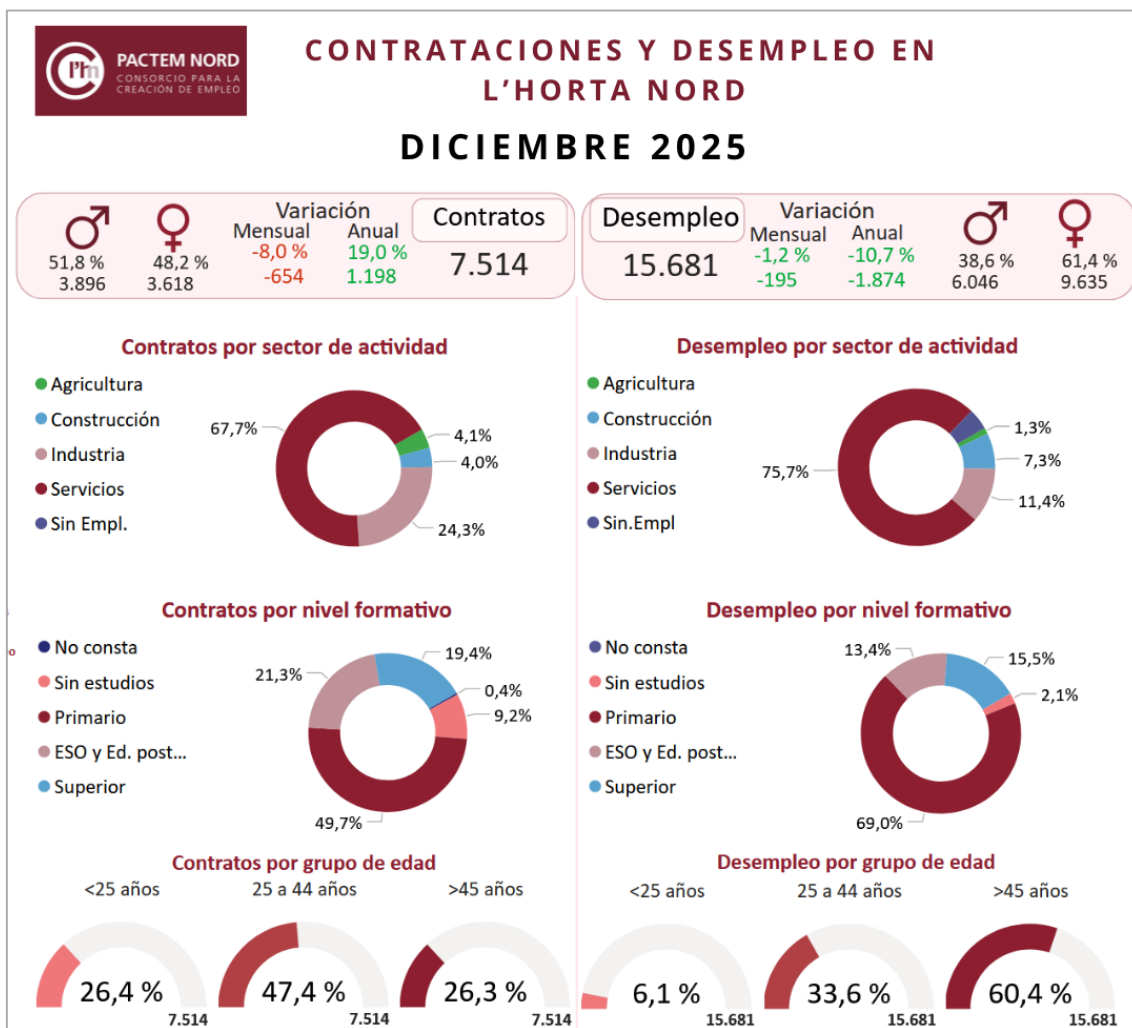 PACTEM NORD
CONSORCIO PARA LA
CREACIÓN DE EMPLEO
CONTRATACIONES Y DESEMPLEO EN
L'HORTA NORD
DICIEMBRE 2025
51,8 %
3.896
48,2 %
3.618
Variación
Mensual Anual
-8,0 % 19,0 %
-654 1.198
Contratos
7.514
Desempleo
15.681
Variación
Mensual Anual
-1,2 % -10,7 %
-195 -1.874
38,6 %
6.046
61,4 %
9.635
Contratos por sector de actividad
Agricultura
Construcción
Industria
Servicios
Sin Empl.
67,7%
4,1%
4,0%
24,3%
Desempleo por sector de actividad
Agricultura
Construcción
Industria
Servicios
Sin.Empl
75,7%
1,3%
7,3%
11,4%
Contratos por nivel formativo
No consta
Sin estudios
Primario
ESO y Ed. post...
Superior
21,3%
19,4%
0,4%
9,2%
49,7%
Desempleo por nivel formativo
No consta
Sin estudios
Primario
ESO y Ed. post...
Superior
13,4%
15,5%
2,1%
69,0%
Contratos por grupo de edad
<25 años 25 a 44 años >45 años
26,4 % 47,4 % 26,3 %
7.514 7.514 7.514
Desempleo por grupo de edad
<25 años 25 a 44 años >45 años
6,1 % 33,6 % 60,4 %
15.681 15.681 15.681